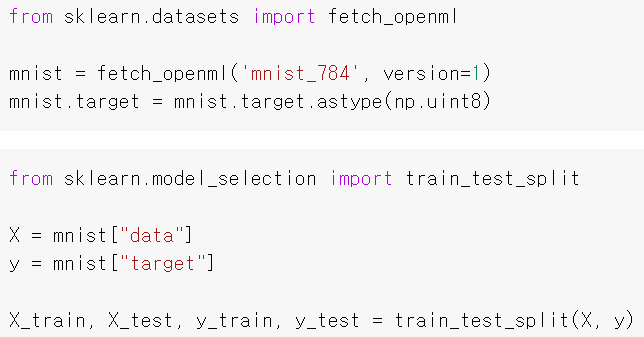 from sklearn.datasets import fetch_openml
mnist = fetch_openml('mnist_784', version=1)
mnist.target = mnist.target.astype(np.uint8)
from sklearn.model_selection import train_test_split
X = mnist["data"]
y = mnist["target"]
X_train, X_test, y_train, y_test = train_test_split(X, y)